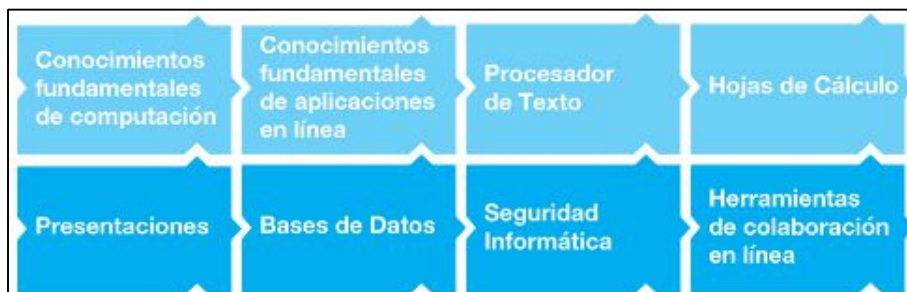 Conocimientos
fundamentales
de computación
Conocimientos
fundamentales
de aplicaciones
en línea
Procesador
de Texto
Hojas de Cálculo
Presentaciones
Bases de Datos
Seguridad
Informática
Herramientas
de colaboración
en línea